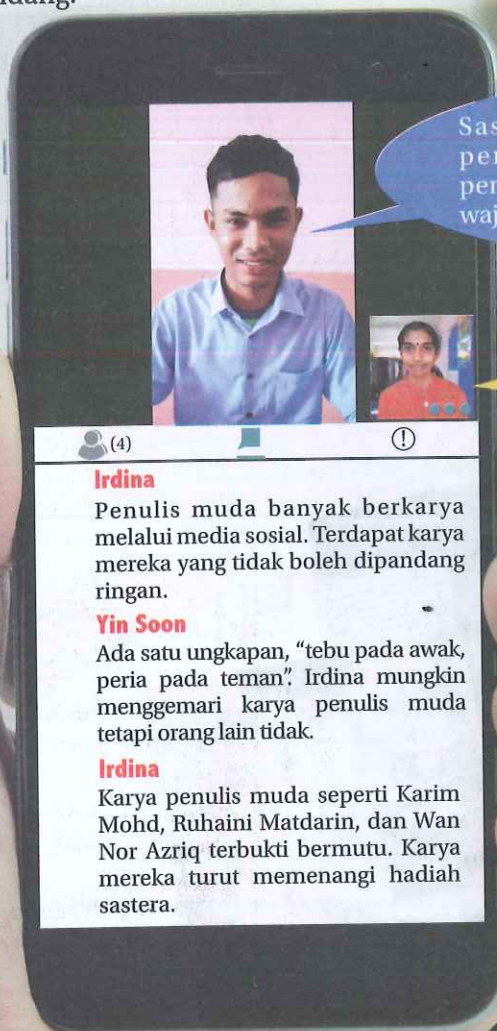 Irdina
(4)
Penulis muda banyak berkarya
melalui media sosial. Terdapat karya
mereka yang tidak boleh dipandang
ringan.
Yin Soon
Ada satu ungkapan, “tebu pada awak,
peria pada teman”. Irdina mungkin
menggemari karya penulis muda
tetapi orang lain tidak.
Irdina
Karya penulis muda seperti Karim
Mohd, Ruhaini Matdarin, dan Wan
Nor Azriq terbukti bermutu. Karya
mereka turut memenangi hadiah
sastera.